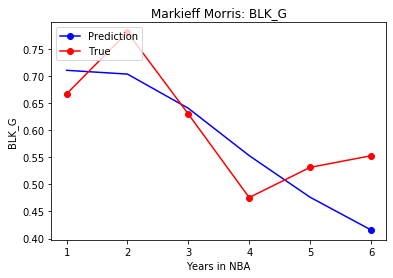 Markieff Morris: BLK_G
Prediction
True
0.75
0.70
0.65
0.60
0.55
0.50
0.45
0.40
BLK_G
1 2 3 4 5 6
Years in NBA